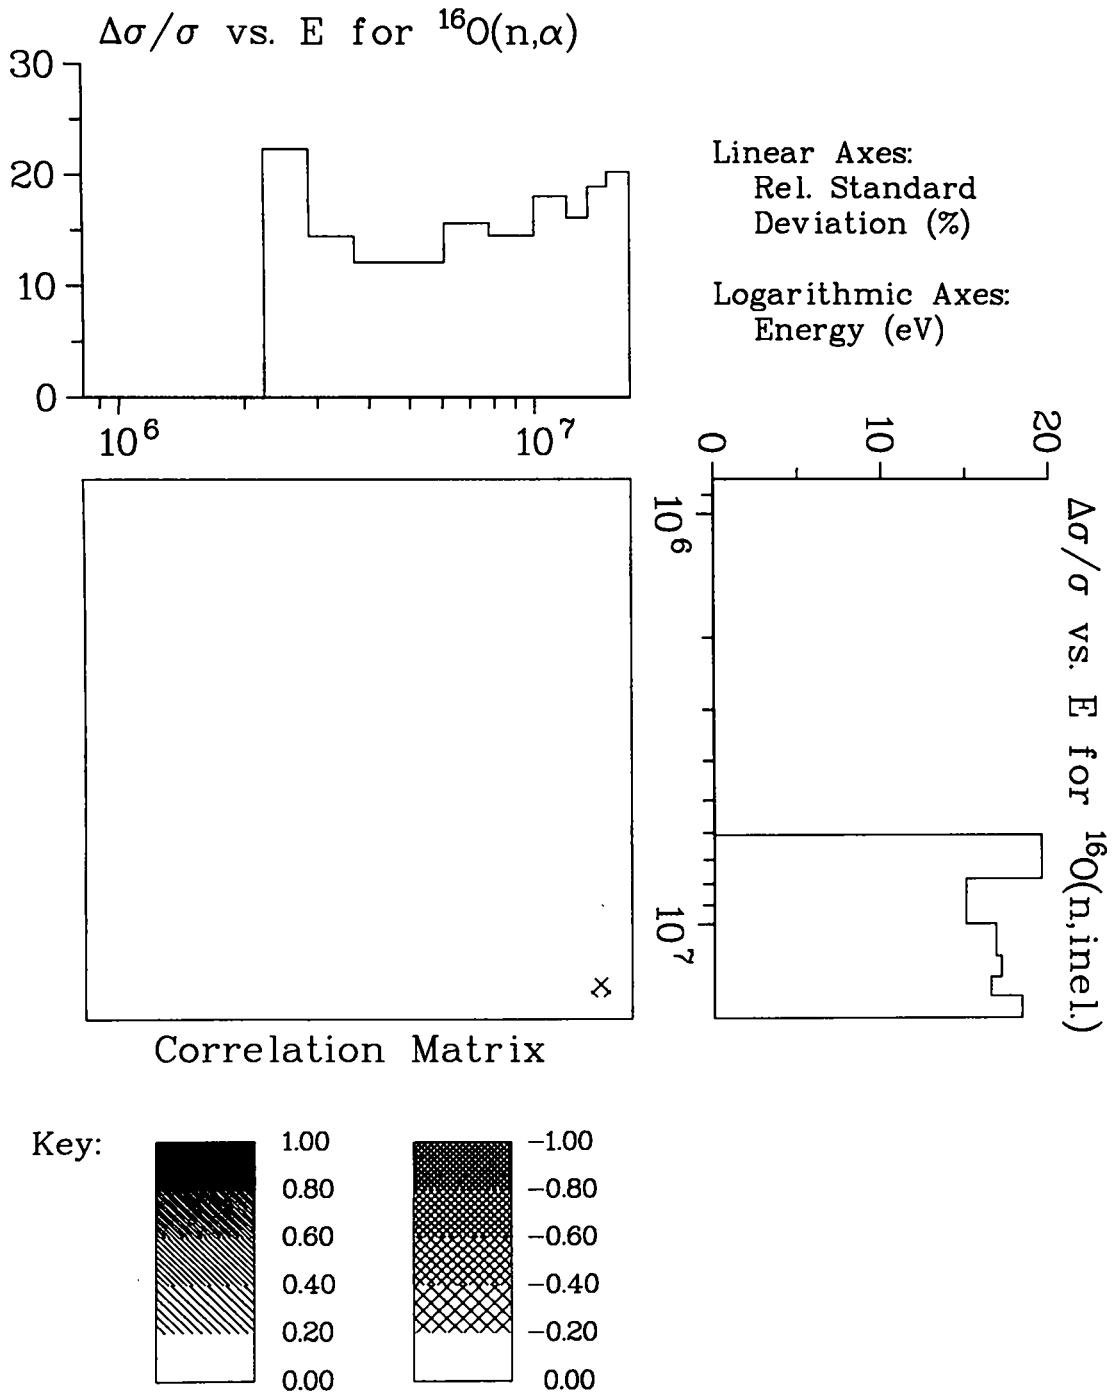 Δσ/σ vs. E for ¹⁶O(n,α)
30
20
10
0
10⁶
10⁷
Linear Axes:
Rel. Standard
Deviation (%)
Logarithmic Axes:
Energy (eV)
0
10
20
10⁶
10⁷
Δσ/σ vs. E for ¹⁶O(n,inel.)
Correlation Matrix
Key:
1.00
0.80
0.60
0.40
0.20
0.00
-1.00
-0.80
-0.60
-0.40
-0.20
0.00